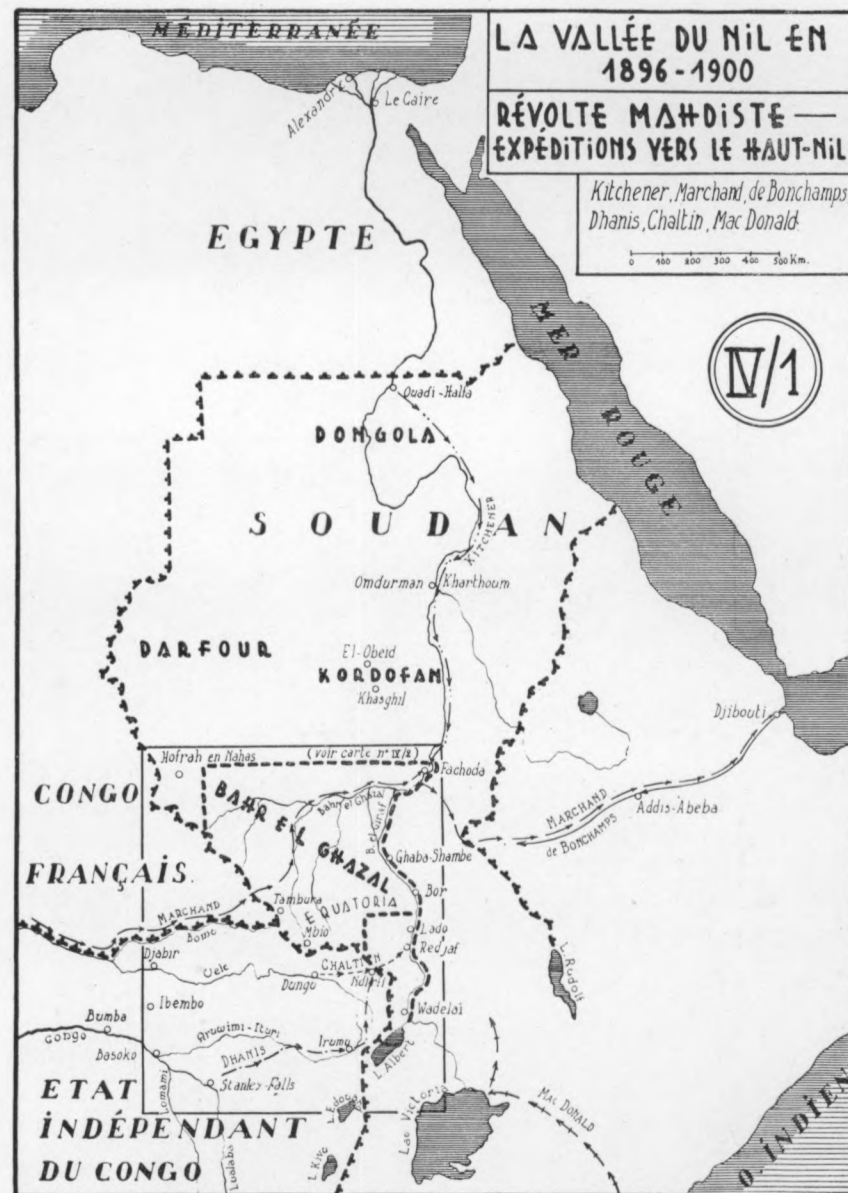 MÉDITERRANÉE
LA VALLÉE DU NIL EN
1896-1900
RÉVOLTE MAHDISTE —
EXPÉDITIONS VERS LE HAUT-NIL
Kitchener, Marchand, de Bonchamps
Dhanis, Chaltin, Mac Donald.
0 100 200 300 400 500 Km.
IV/1
Alexandrie
Le Caire
EGYPTE
MER ROUGE
Ouadi-Halfa
DONGOLA
SOUDAN
KITCHENER
Omdurman
Kharthoum
DARFOUR
El-Obeid
KORDOFAN
Khasghil
Djibouti
Hofrah en Nahas
(voir carte n° IV/2)
Fachoda
CONGO
FRANÇAIS
BAHR EL GHAZAL
Bahr el Ghazal
B. el Giraf
MARCHAND
de BONCHAMPS
Addis-Abeba
Ghaba-Shambe
Bor
MARCHAND
Bomo
Tambura
EQUATORIA
Mbio
Lado
Redjaf
Djabir
Uele
CHALTIN
Dungu
Ndirfi
L. Rudolf
Ibembo
Wadelaï
Bumba
Congo
Aruwimi-Ituri
Irumu
Basoko
DHANIS
L. Albert
Stanley-Falls
MAC DONALD
ETAT
INDÉPENDANT
DU CONGO
Lomami
Lualaba
L. Edouard
L. Kivu
Lac Victoria
O. INDIEN